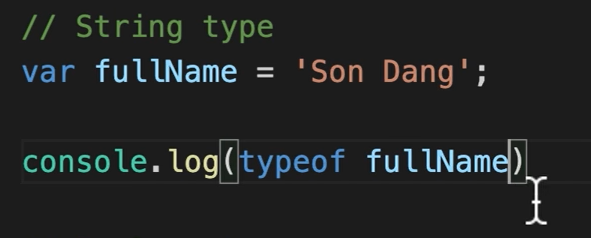 // String type
var fullName = 'Son Dang';
console.log(typeof fullName)